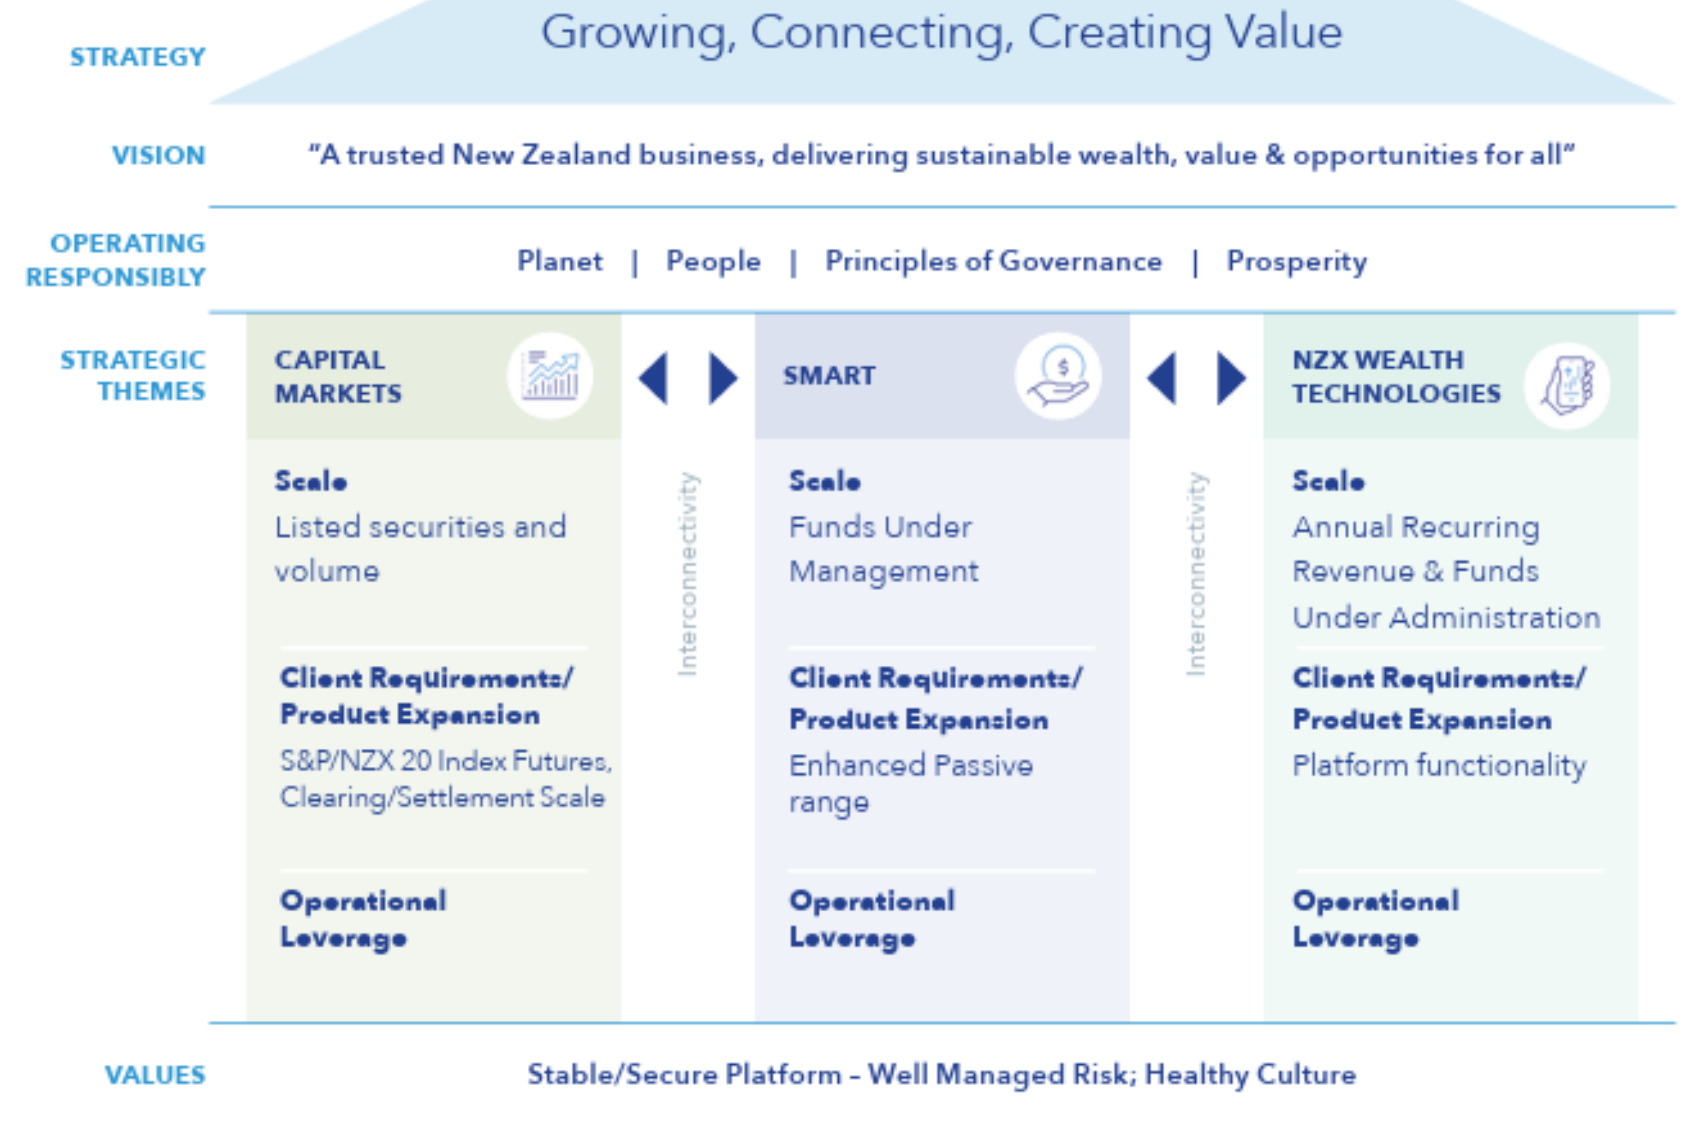 STRATEGY
Growing, Connecting, Creating Value
VISION
"A trusted New Zealand business, delivering sustainable wealth, value & opportunities for all"
OPERATING
RESPONSIBLY
Planet | People | Principles of Governance | Prosperity
STRATEGIC
THEMES
CAPITAL
MARKETS
Scale
Listed securities and
volume
Client Requirements/
Product Expansion
S&P/NZX 20 Index Futures,
Clearing/Settlement Scale
Operational
Leverage
Interconnectivity
SMART
$
Scale
Funds Under
Management
Client Requirements/
Product Expansion
Enhanced Passive
range
Operational
Leverage
Interconnectivity
NZX WEALTH
TECHNOLOGIES
Scale
Annual Recurring
Revenue & Funds
Under Administration
Client Requirements/
Product Expansion
Platform functionality
Operational
Leverage
VALUES
Stable/Secure Platform – Well Managed Risk; Healthy Culture